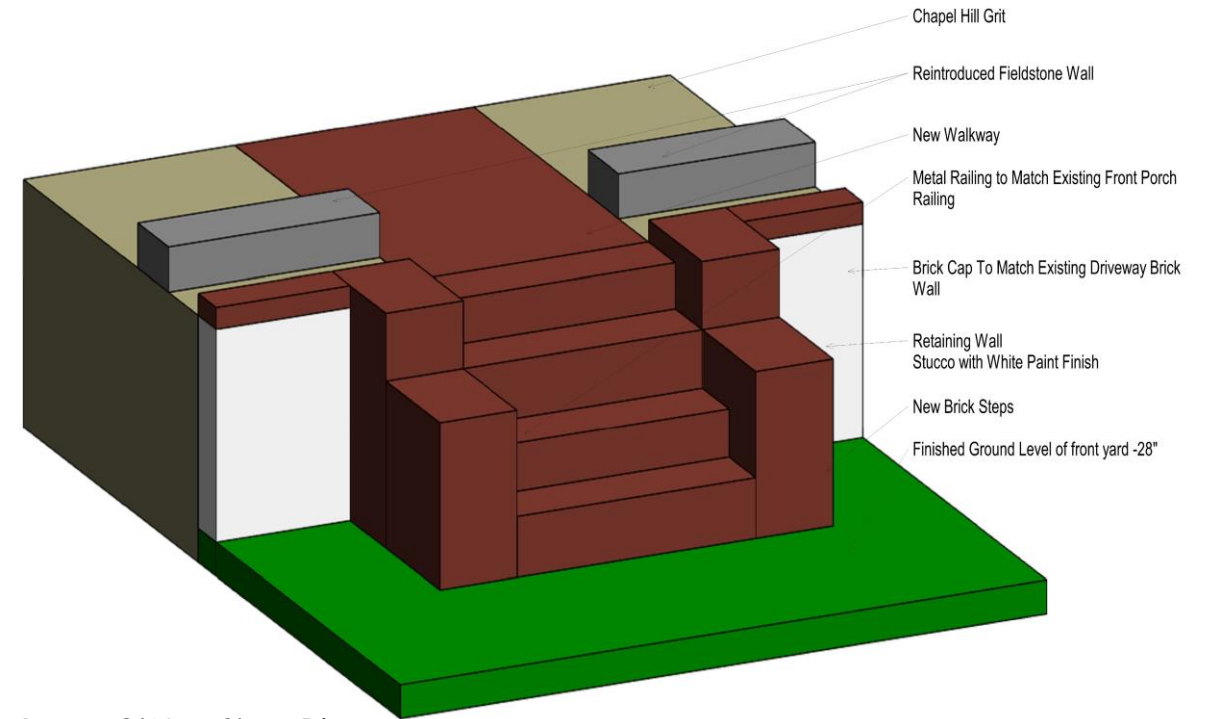 Chapel Hill Grit
Reintroduced Fieldstone Wall
New Walkway
Metal Railing to Match Existing Front Porch
Railing
Brick Cap To Match Existing Driveway Brick
Wall
Retaining Wall
Stucco with White Paint Finish
New Brick Steps
Finished Ground Level of front yard -28"